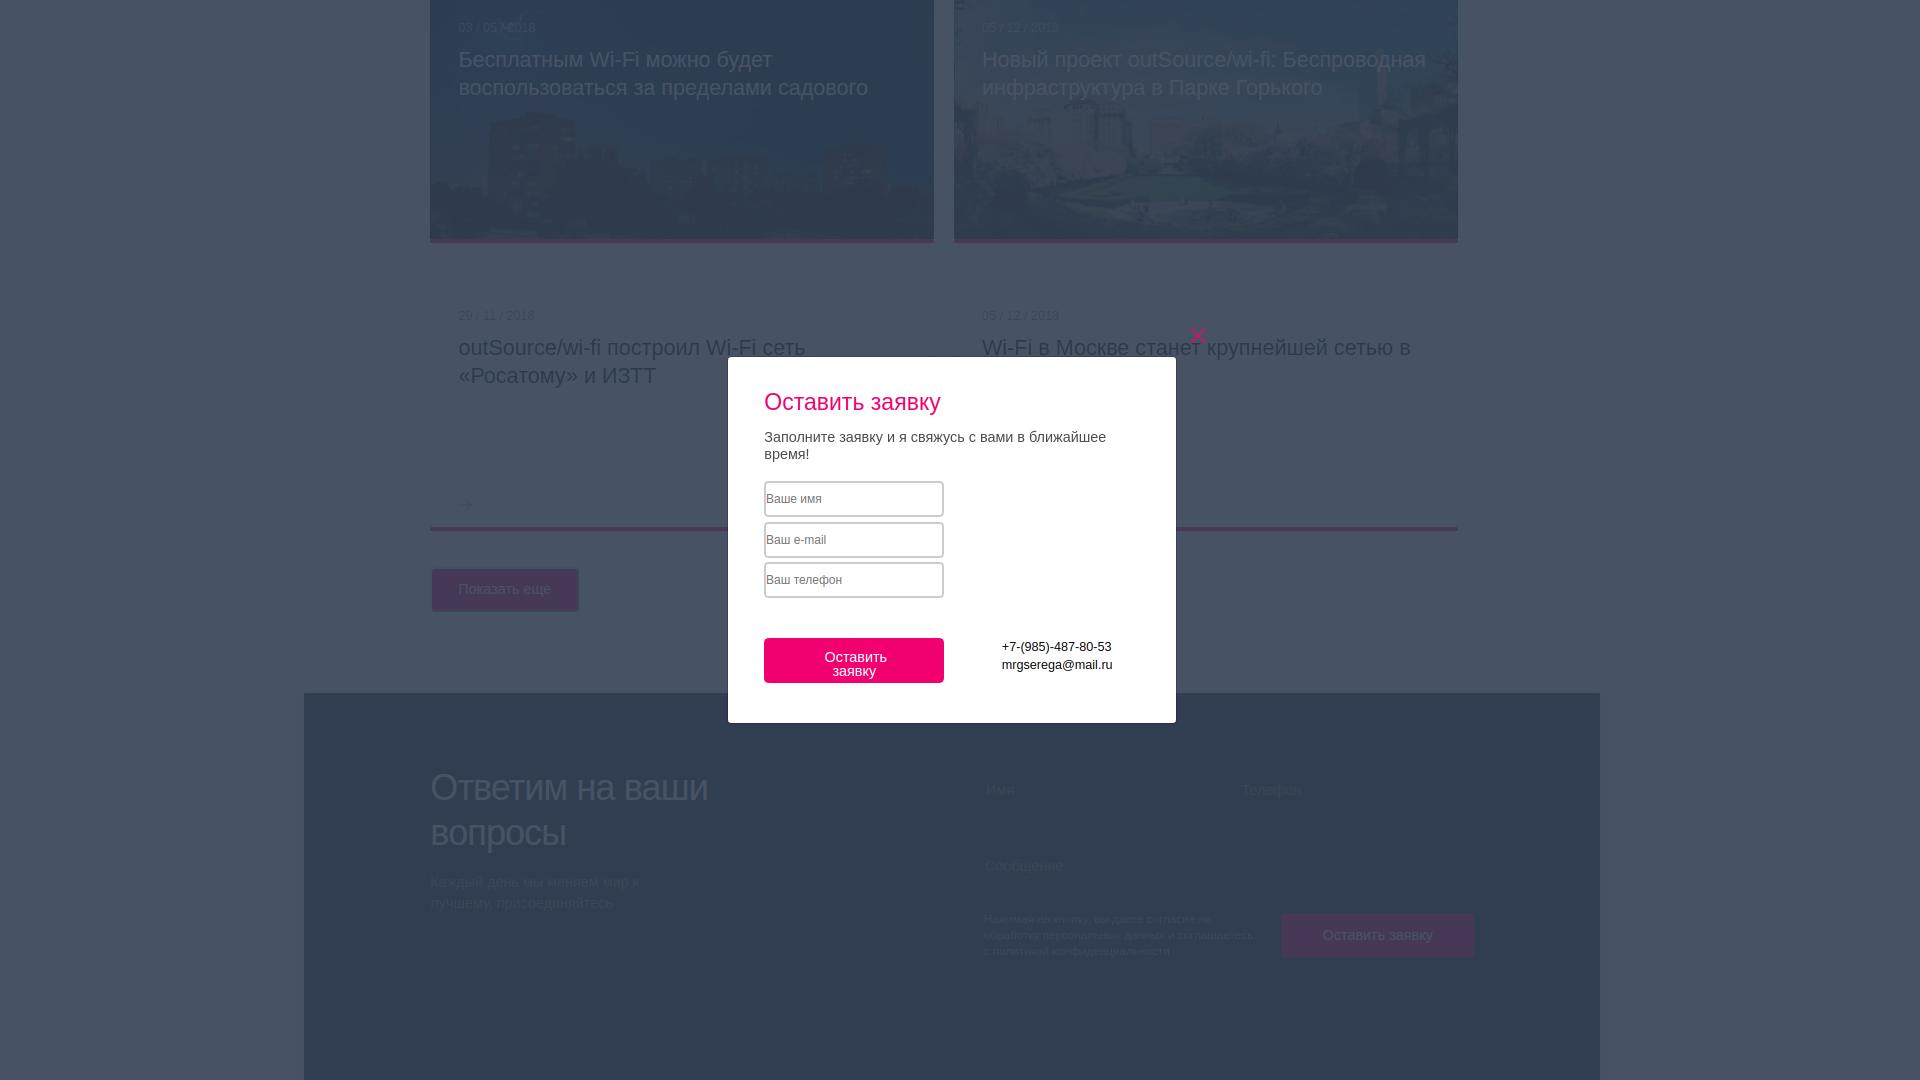 03 / 05 / 2018
Бесплатным Wi-Fi можно будет
воспользоваться за пределами садового
05 / 12 / 2018
Новый проект outSource/wi-fi: Беспроводная
инфраструктура в Парке Горького
29 / 11 / 2018
outSource/wi-fi построил Wi-Fi сеть
«Росатому» и ИЗТТ
05 / 12 / 2018
Wi-Fi в Москве станет крупнейшей сетью в
Оставить заявку
Заполните заявку и я свяжусь с вами в ближайшее
время!
Ваше имя
Ваш e-mail
Ваш телефон
Оставить
заявку
+7-(985)-487-80-53
mrgserega@mail.ru
Показать еще
Ответим на ваши
вопросы
Каждый день мы меняем мир к
лучшему, присоединяйтесь
Имя
Телефон
Сообщение
Нажимая на кнопку, вы даете согласие на
обработку персональных данных и соглашаетесь
с политикой конфиденциальности
Оставить заявку